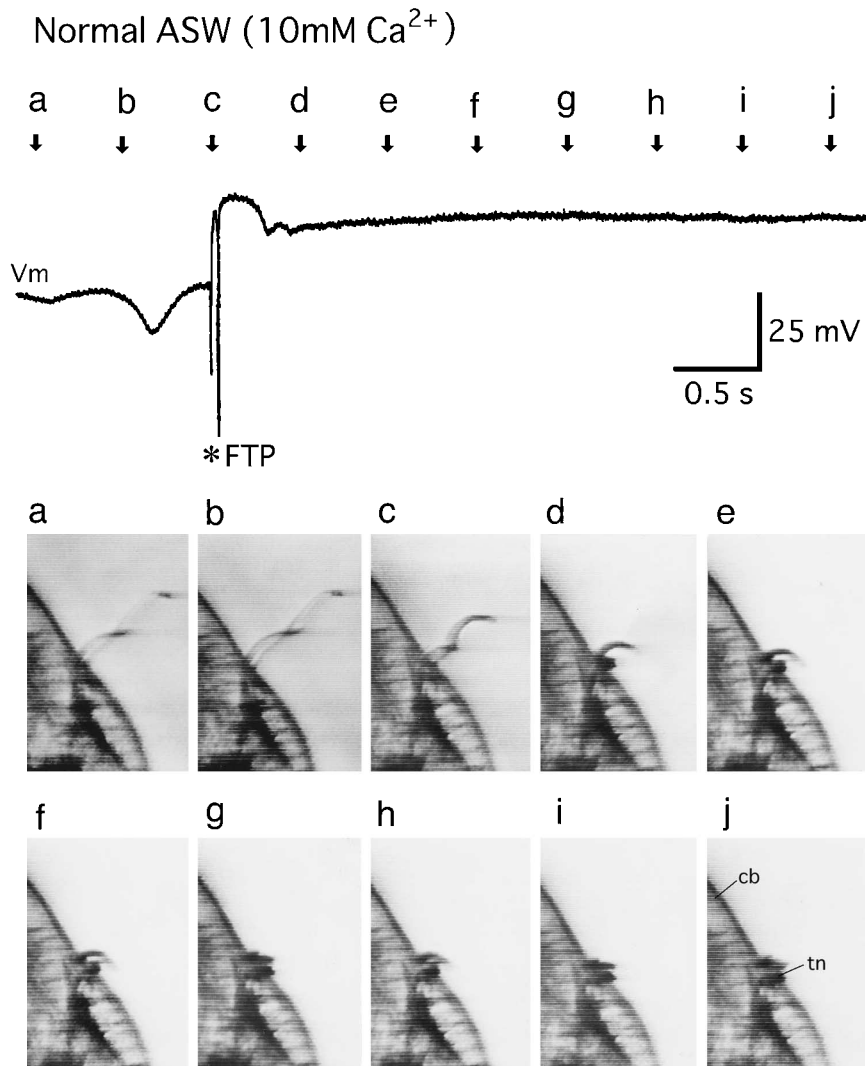 Normal ASW (10mM Ca²⁺)
a b c d e f g h i j
Vm
25 mV
0.5 s
*FTP
a b c d e
f g h i j
cb
tn